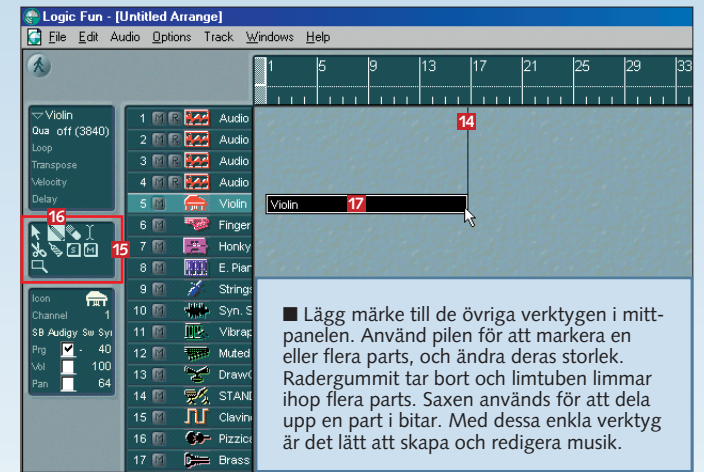 Logic Fun - [Untitled Arrange]
File Edit Audio Options Track Windows Help
1 5 9 13 17 21 25 29 33
14
Violin
Qua off (3840)
Loop
Transpose
Velocity
Delay
16
15
Icon
Channel 1
SB Audigy Sw Syr
Prg - 40
Vol 100
Pan 64
1 M R Audio
2 M R Audio
3 M R Audio
4 M R Audio
5 M Violin
6 M Finger
7 M Honky
8 M E. Piar
9 M Strings
10 M Syn. S
11 M Vibrap
12 M Muted
13 M Draw
14 M STAND
15 M Clavin
16 M Pizzic
17 M Brass
Violin 17
■ Lägg märke till de övriga verktygen i mitt-
panelen. Använd pilen för att markera en
eller flera parts, och ändra deras storlek.
Radergummit tar bort och limtuben limmar
ihop flera parts. Saxen används för att dela
upp en part i bitar. Med dessa enkla verktyg
är det lätt att skapa och redigera musik.